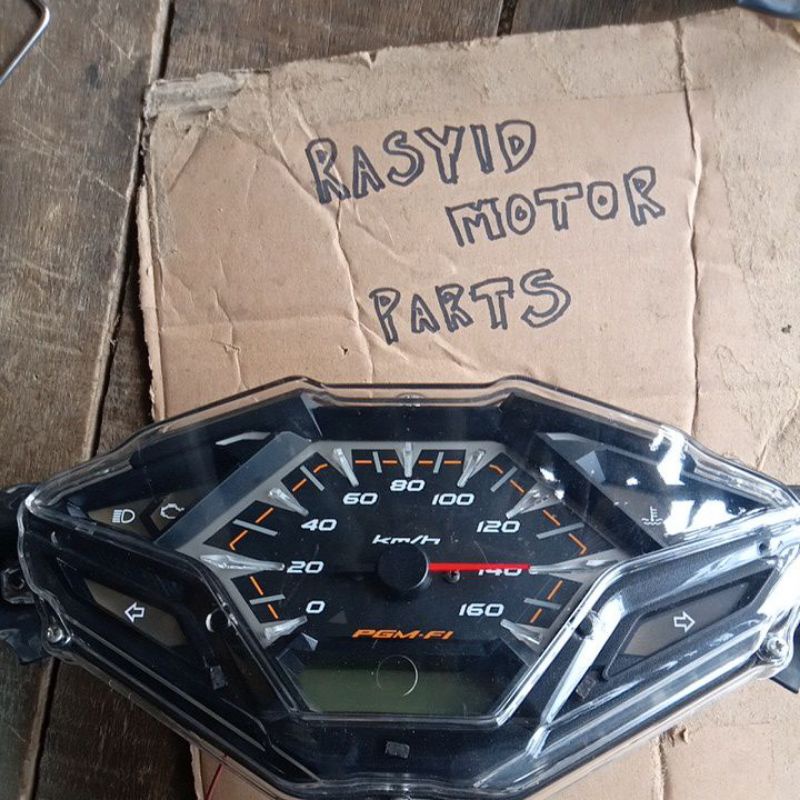 RASYID
MOTOR
PARTS
80
60 100
40 120
km/h
20 140
0 160
PGM-FI